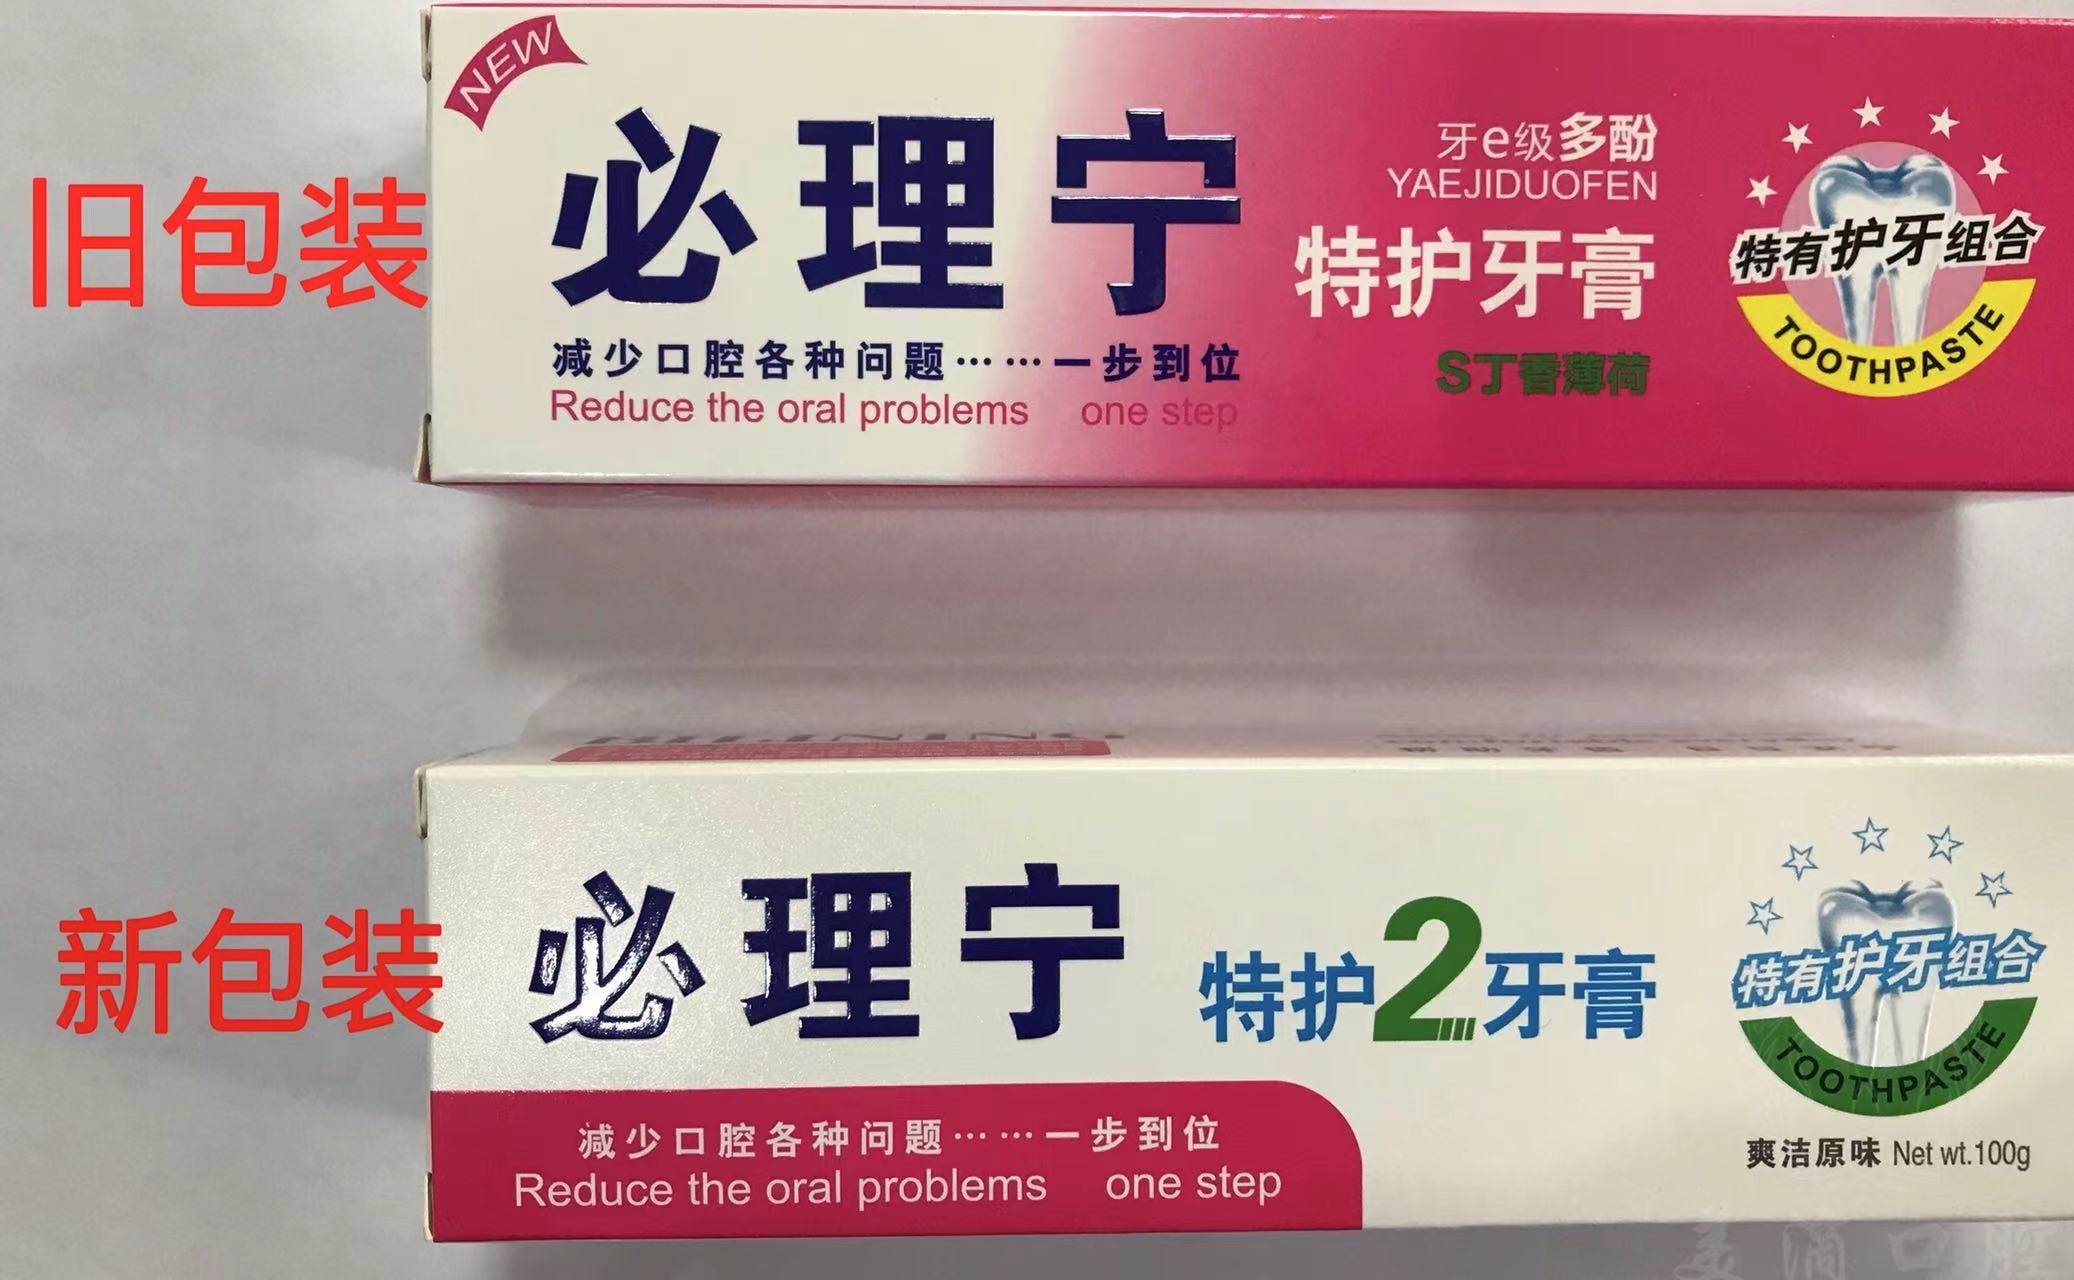 旧包装
NEW
必理宁
减少口腔各种问题……一步到位
Reduce the oral problems one step
牙e级多酚
YAEJIDUOFEN
特护牙膏
S丁香薄荷
特有护牙组合
TOOTHPASTE
新包装
必理宁
特护2牙膏
减少口腔各种问题……一步到位
Reduce the oral problems one step
特有护牙组合
TOOTHPASTE
爽洁原味 Net wt.100g